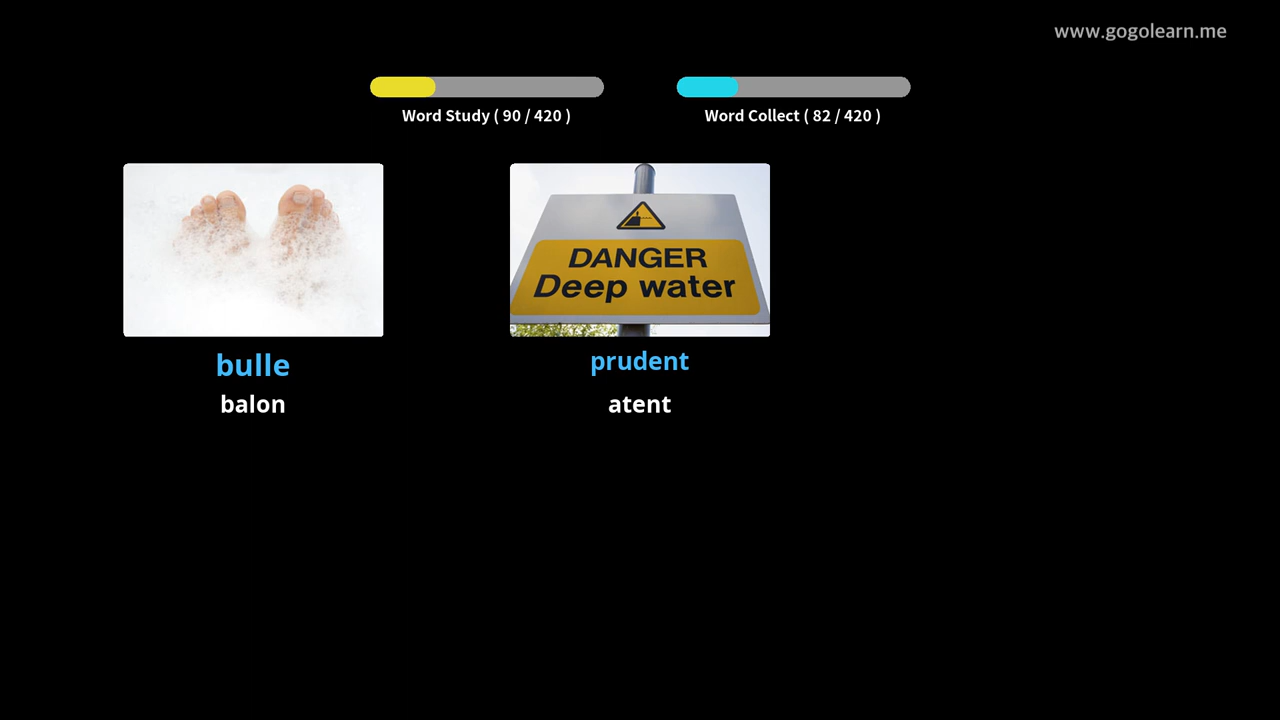 www.gogolearn.me
Word Study ( 90 / 420 )
Word Collect ( 82 / 420 )
DANGER
Deep water
bulle
prudent
balon
atent